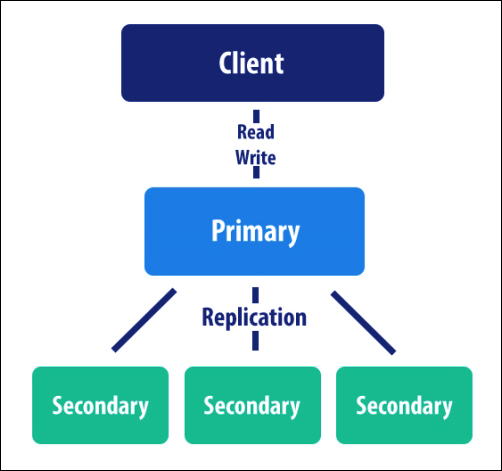 Client
Read
Write
Primary
Replication
Secondary
Secondary
Secondary